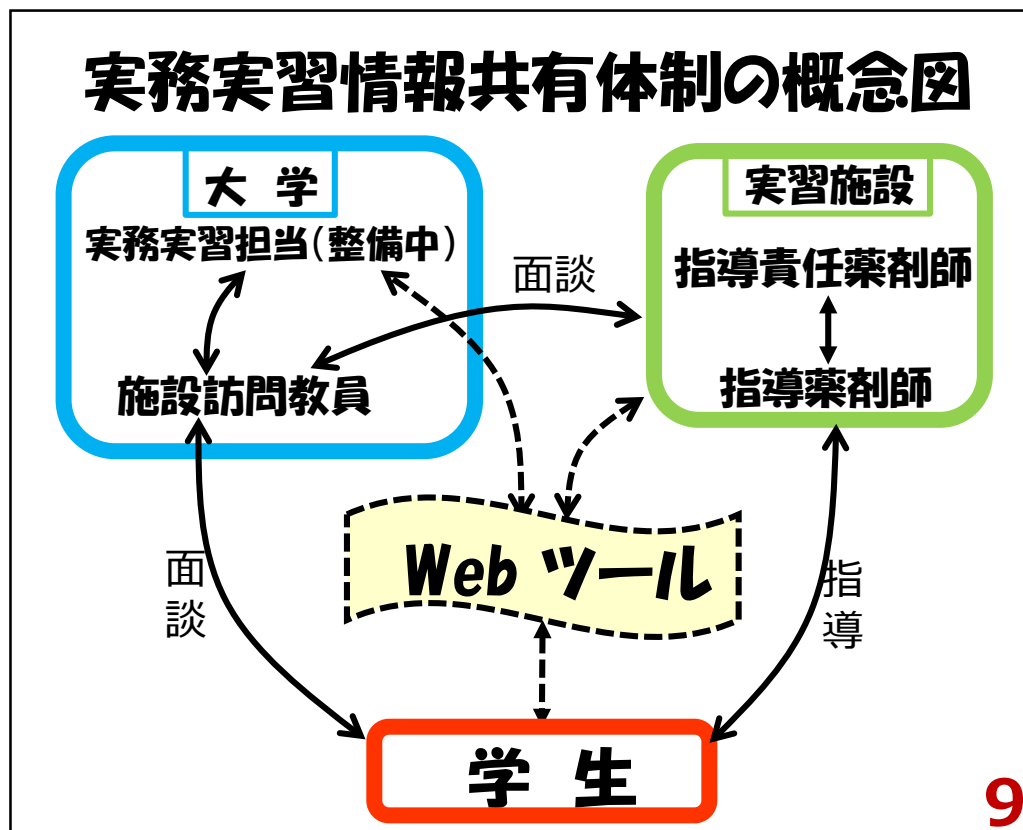 実務実習情報共有体制の概念図
大 学
実務実習担当(整備中)
施設訪問教員
面談
実習施設
指導責任薬剤師
指導薬剤師
Web ツール
面談
指導
学 生
9